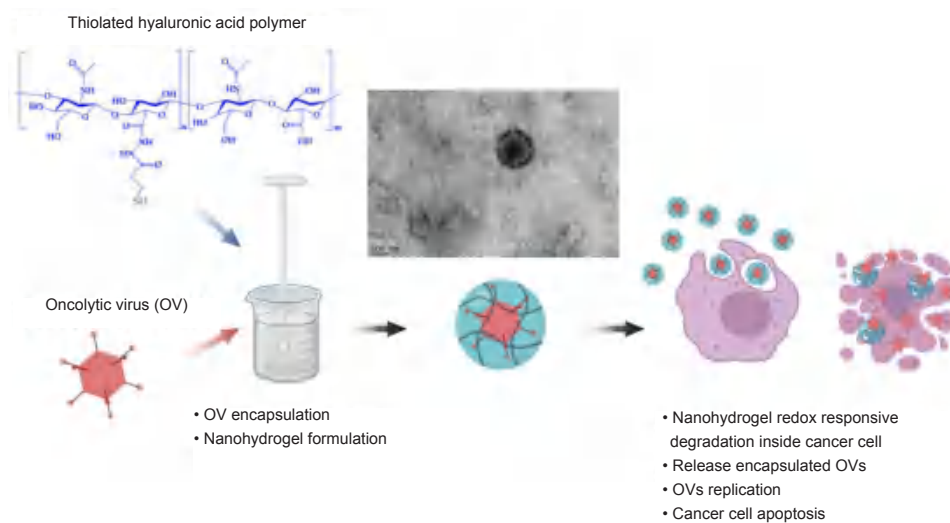 Thiolated hyaluronic acid polymer
Oncolytic virus (OV)
• OV encapsulation
• Nanohydrogel formulation
• Nanohydrogel redox responsive
degradation inside cancer cell
• Release encapsulated OVs
• OVs replication
• Cancer cell apoptosis